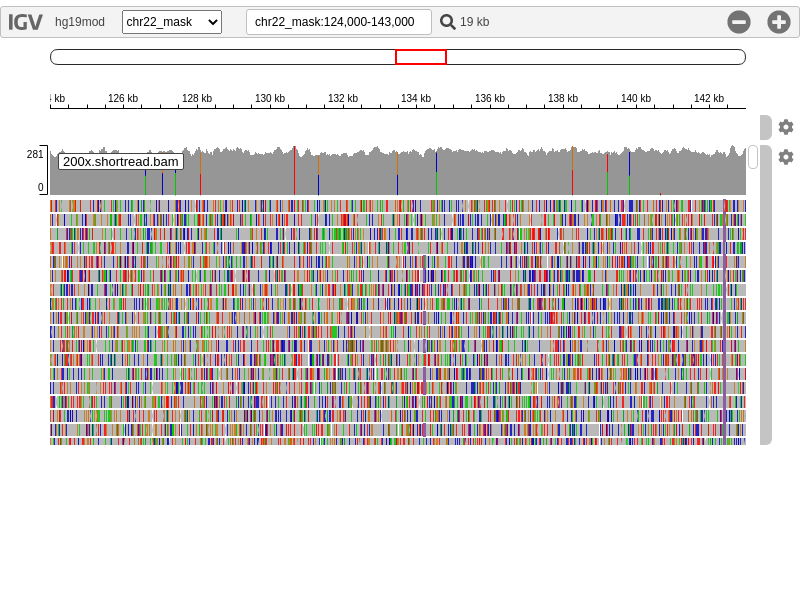 IGV hg19mod chr22_mask chr22_mask:124,000-143,000 19 kb
kb 126 kb 128 kb 130 kb 132 kb 134 kb 136 kb 138 kb 140 kb 142 kb
281
200x.shortread.bam
0